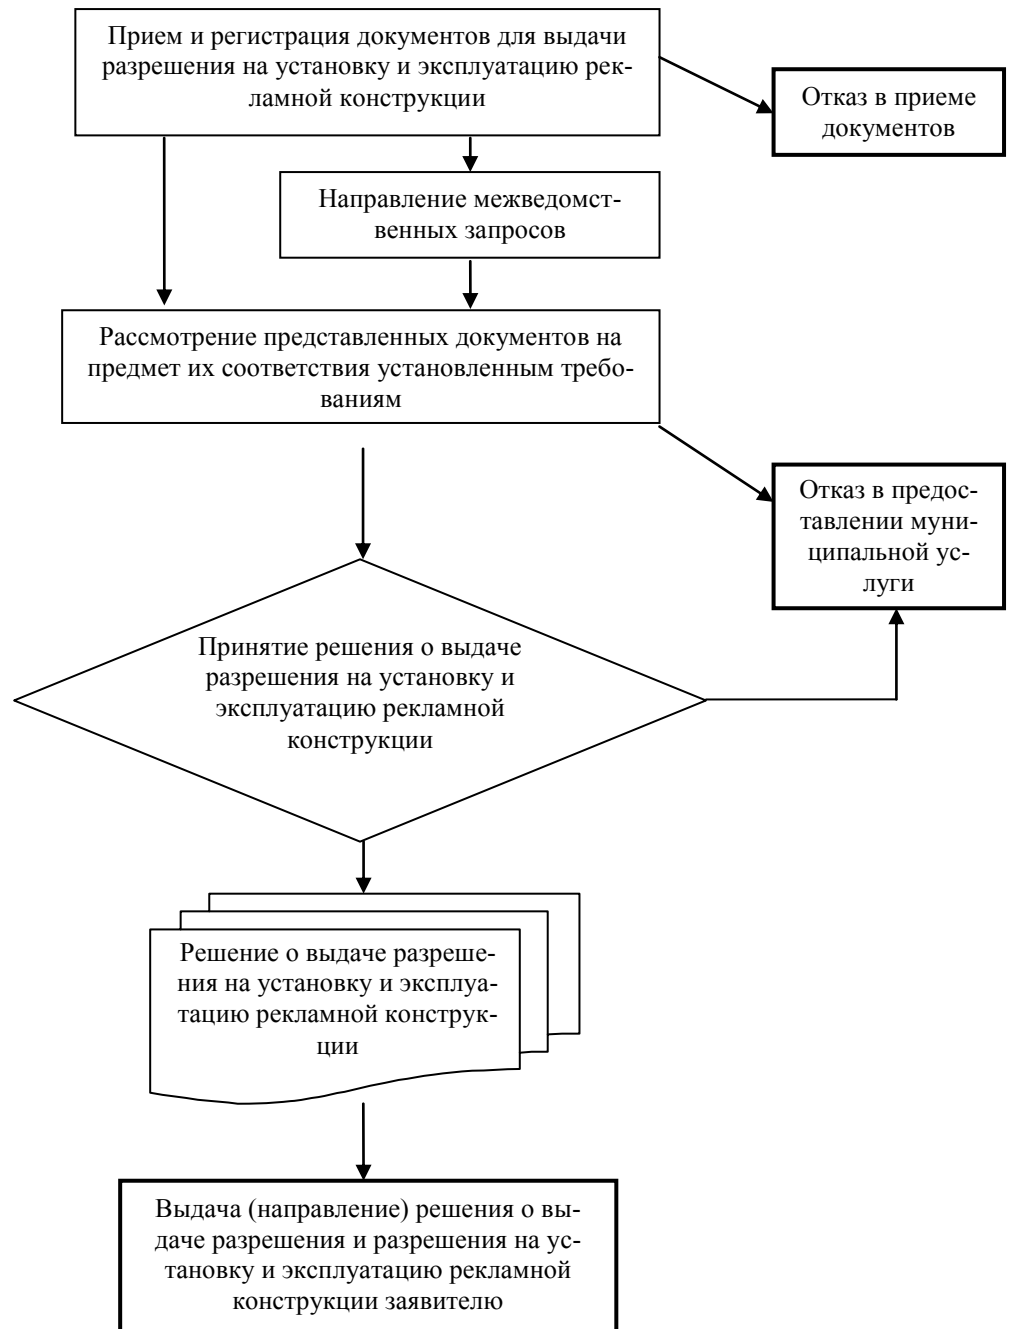 Прием и регистрация документов для выдачи
разрешения на установку и эксплуатацию рек-
ламной конструкции
Отказ в приеме
документов
Направление межведомст-
венных запросов
Рассмотрение представленных документов на
предмет их соответствия установленным требо-
ваниям
Отказ в предос-
тавлении муни-
ципальной ус-
луги
Принятие решения о выдаче
разрешения на установку и
эксплуатацию рекламной
конструкции
Решение о выдаче разреше-
ния на установку и эксплуа-
тацию рекламной конструк-
ции
Выдача (направление) решения о вы-
даче разрешения и разрешения на ус-
тановку и эксплуатацию рекламной
конструкции заявителю